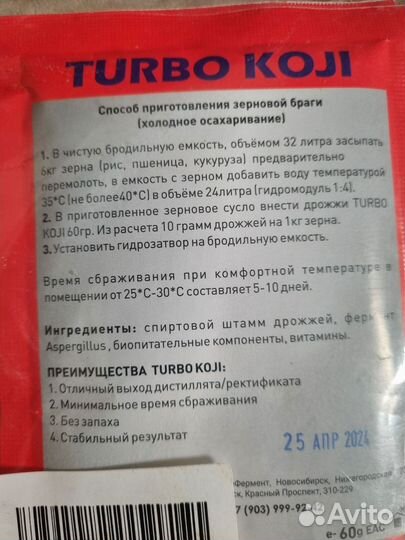 TURBO KOJI
Способ приготовления зерновой браги
(холодное осахаривание)
1. В чистую бродильную емкость, объёмом 32 литра засыпать
6кг зерна (рис, пшеница, кукуруза) предварительно
перемолоть, в емкость с зерном добавить воду температурой
35*С (не более40*С) в объёме 24литра (гидромодуль 1:4).
2. В приготовленное зерновое сусло внести дрожжи TURBO
KOJI 60гр. Из расчета 10 грамм дрожжей на 1кг зерна.
3. Установить гидрозатвор на бродильную емкость.
Время сбраживания при комфортной температуре в
помещении от 25*С-30*С составляет 5-10 дней.
Ингредиенты: спиртовой штамм дрожжей, фермент
Aspergillus, биопитательные компоненты, витамины.
ПРЕИМУЩЕСТВА TURBO KOJI:
1. Отличный выход дистиллята/ректификата
2. Минимальное время сбраживания
3. Без запаха
4. Стабильный результат
25 АПР 2024
Фермент, Новосибирск, Нижегородская
Красный Проспект, 310-229
7 (903) 999-92
е- 60g EAC
Avito